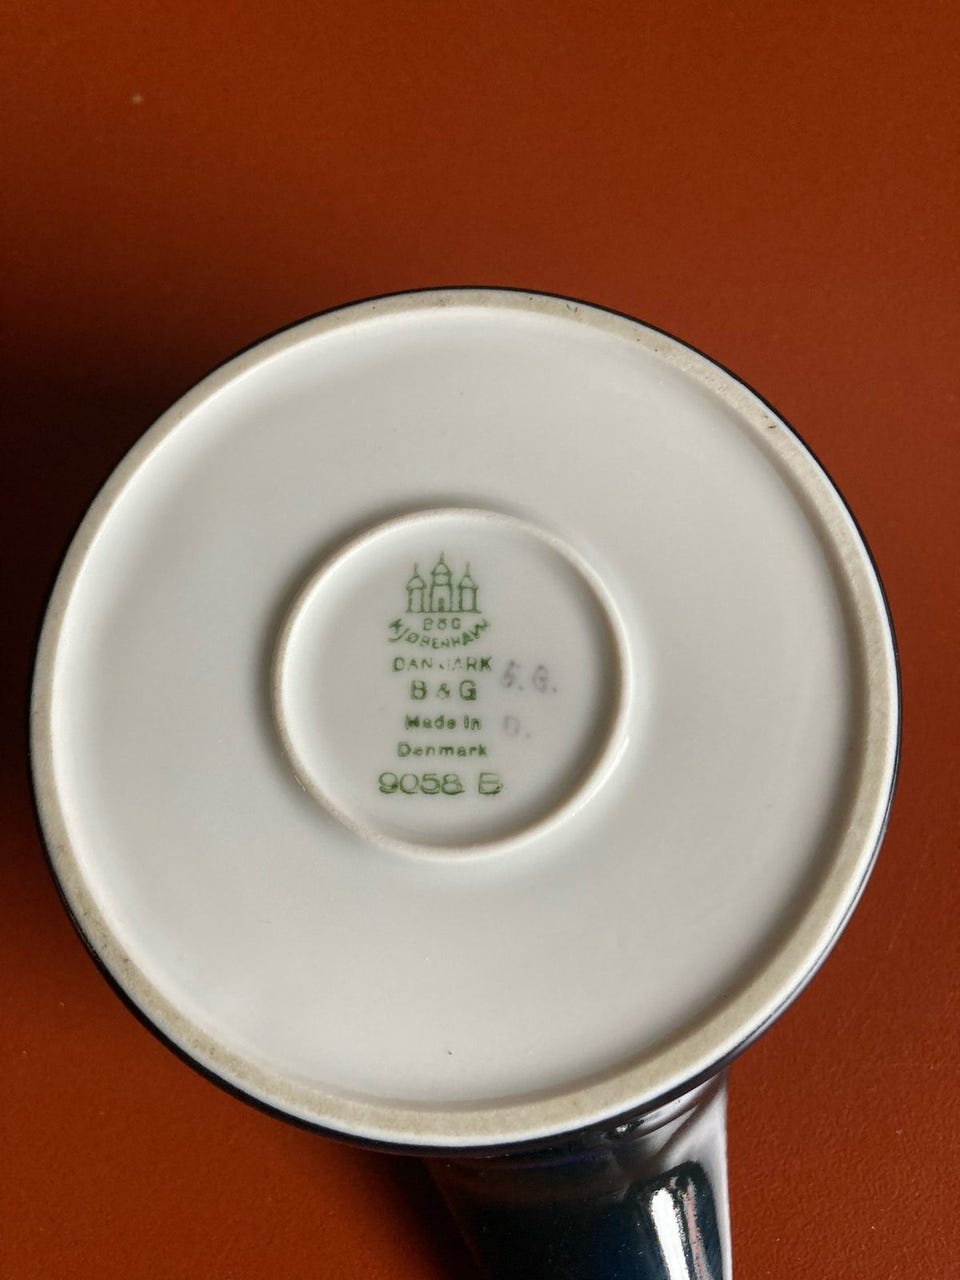 B&G
KJØBENHAVN
DANMARK
B & G
Made in
Denmark
9058 B